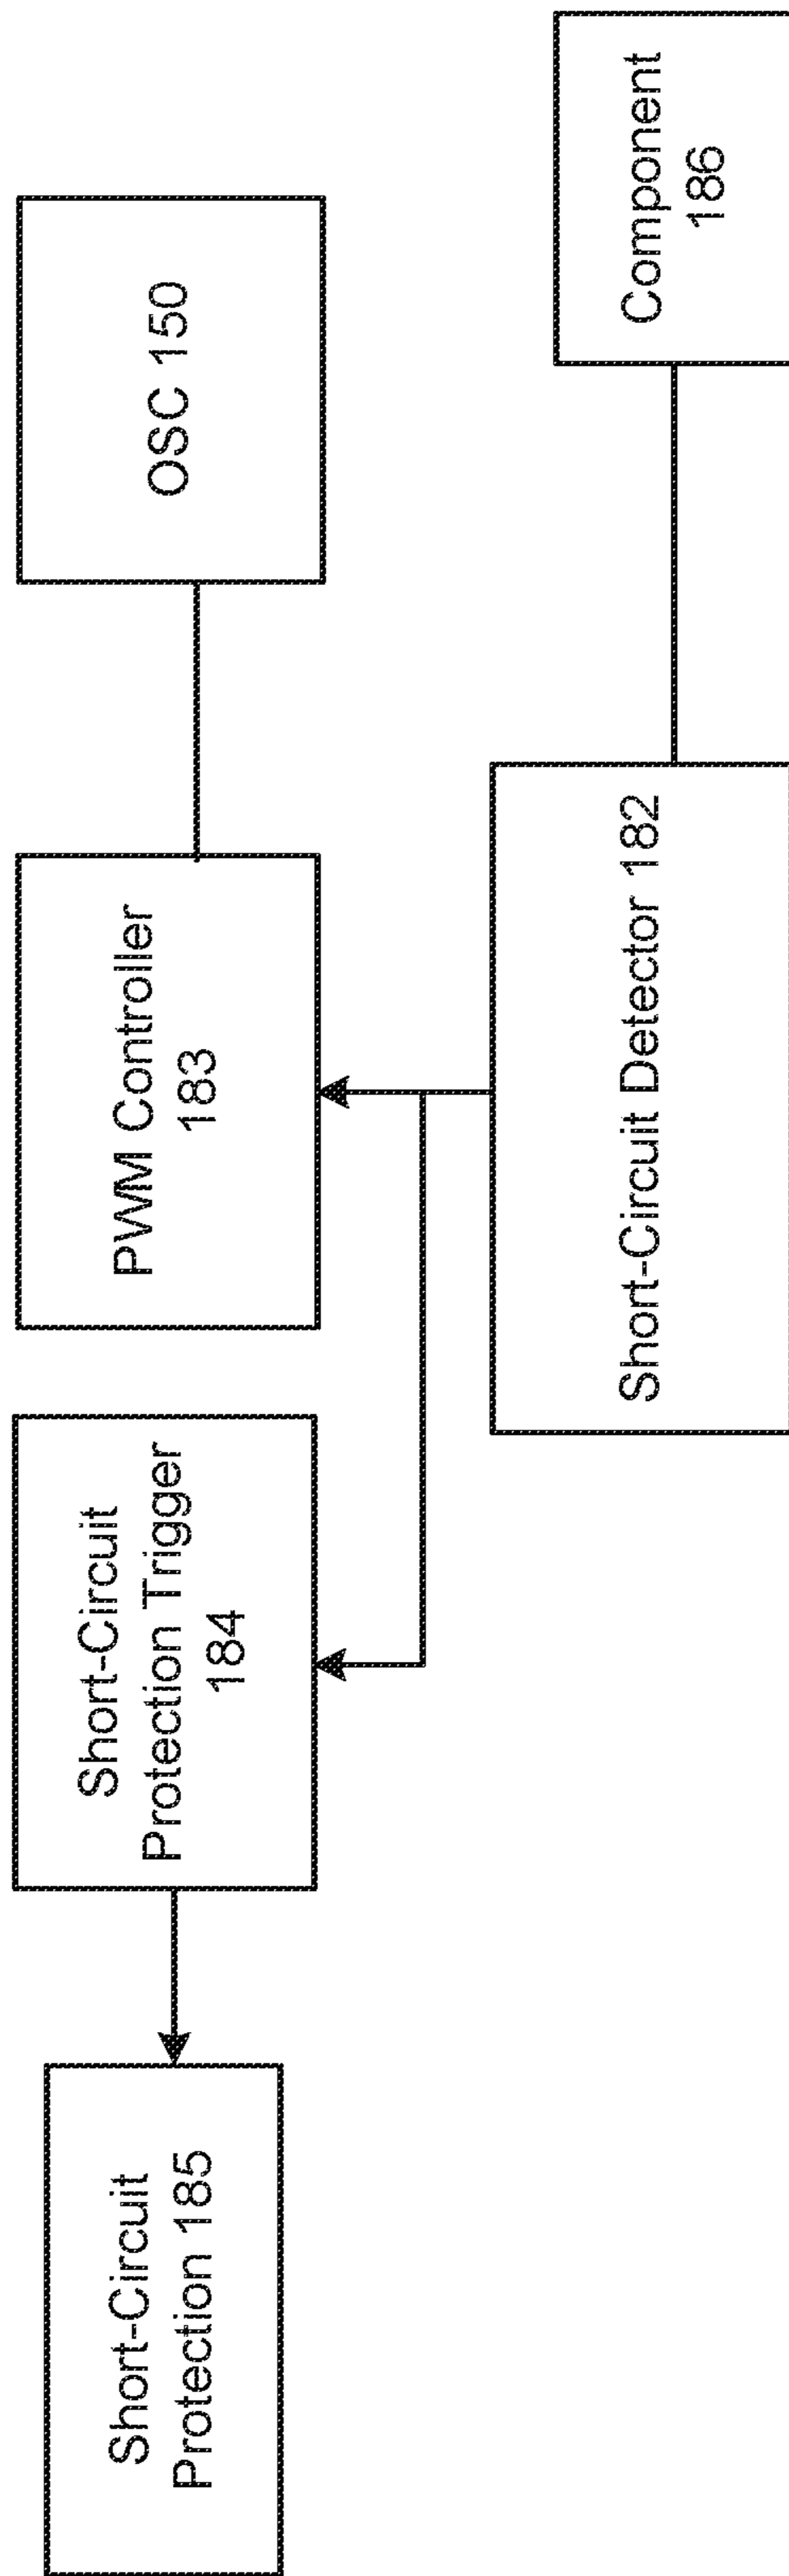 Short-Circuit
Protection 185
Short-Circuit
Protection Trigger
184
PWM Controller
183
OSC 150
Short-Circuit Detector 182
Component
186